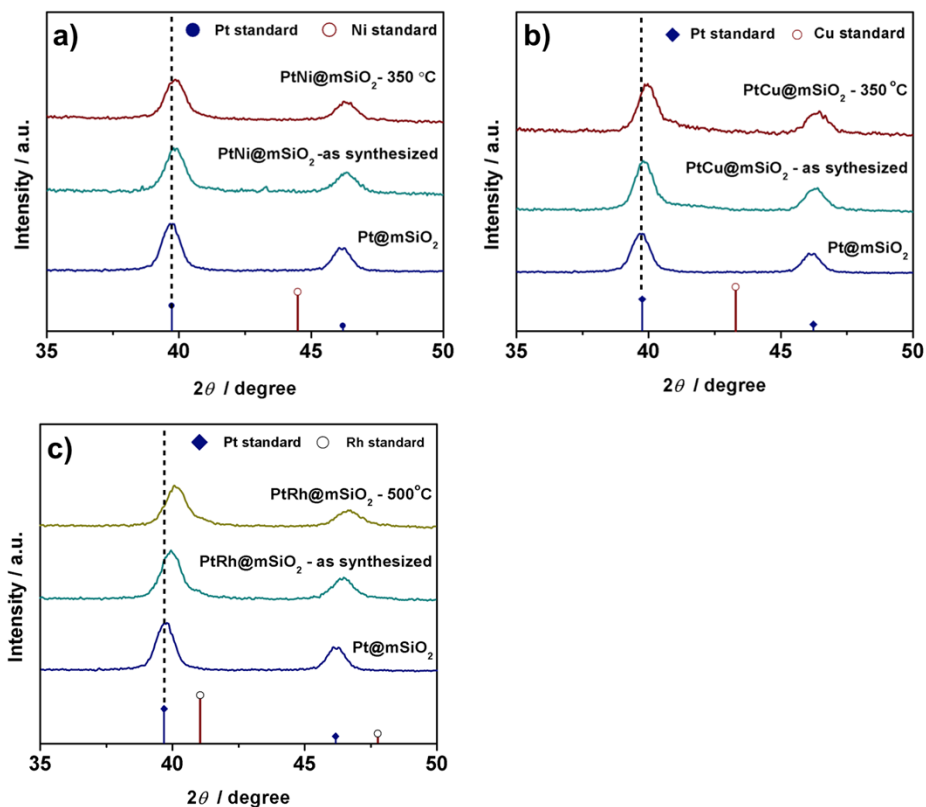 a)
Pt standard
Ni standard
PtNi@mSiO2- 350 °C
PtNi@mSiO2 -as synthesized
Pt@mSiO2
Intensity / a.u.
35 40 45 50
2θ / degree
b)
Pt standard
Cu standard
PtCu@mSiO2 - 350 °C
PtCu@mSiO2 - as sythesized
Pt@mSiO2
Intensity / a.u.
35 40 45 50
2θ / degree
c)
Pt standard
Rh standard
PtRh@mSiO2 - 500°C
PtRh@mSiO2 - as synthesized
Pt@mSiO2
Intensity / a.u.
35 40 45 50
2θ / degree